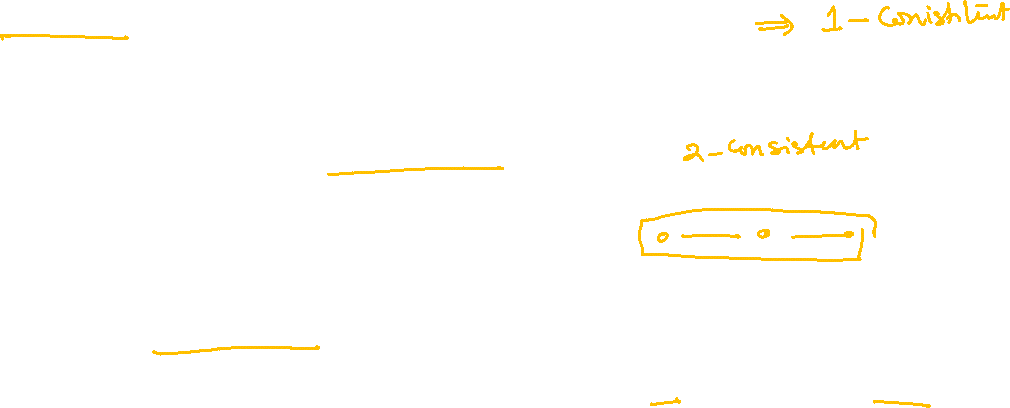 ⇒ 1 - Consistent
2 - Consistent